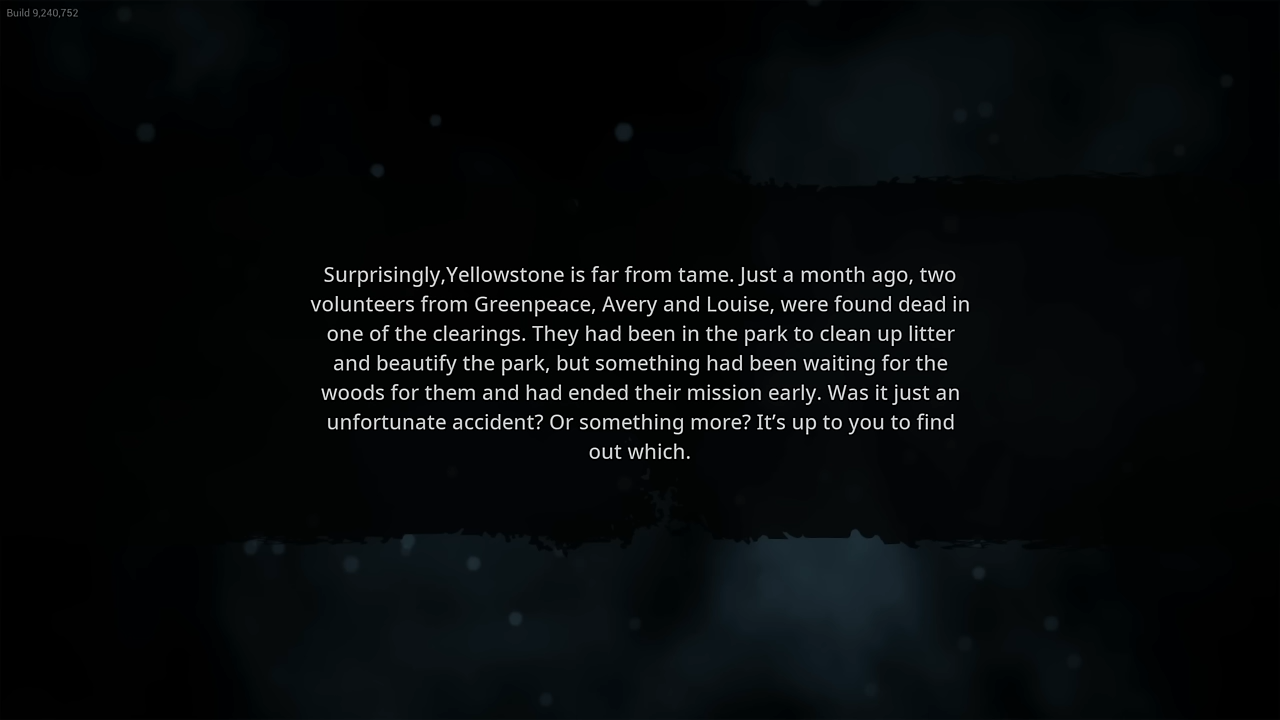 Build 9,240,752
Surprisingly,Yellowstone is far from tame. Just a month ago, two
volunteers from Greenpeace, Avery and Louise, were found dead in
one of the clearings. They had been in the park to clean up litter
and beautify the park, but something had been waiting for the
woods for them and had ended their mission early. Was it just an
unfortunate accident? Or something more? It’s up to you to find
out which.